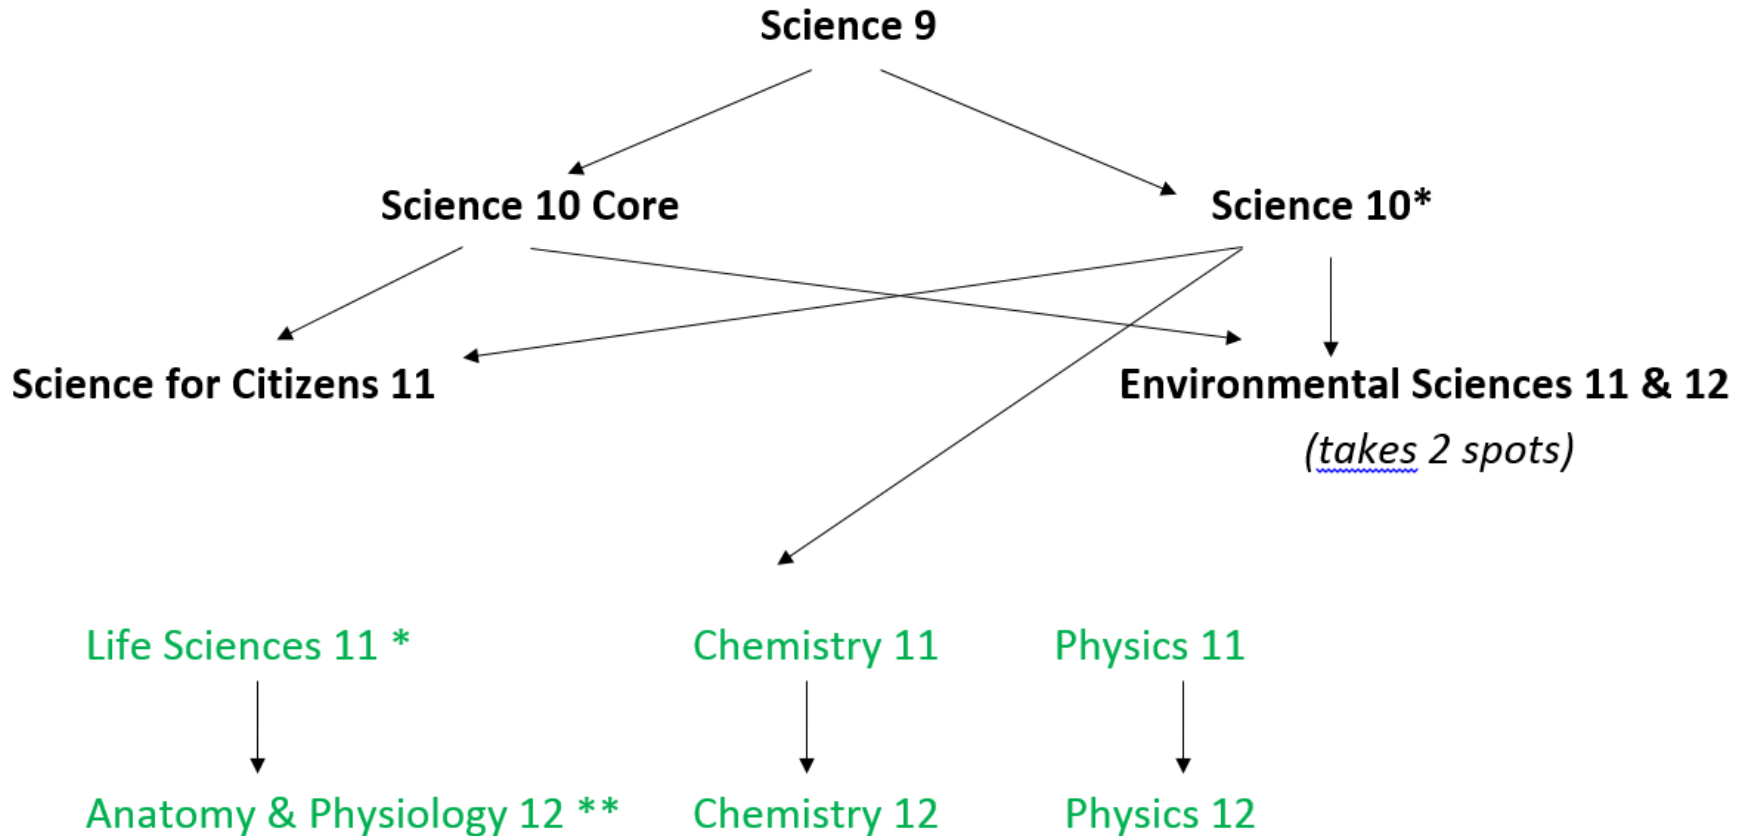 Science 9
Science 10 Core
Science 10*
Science for Citizens 11
Environmental Sciences 11 & 12
(takes 2 spots)
Life Sciences 11 *
Chemistry 11
Physics 11
Anatomy & Physiology 12 **
Chemistry 12
Physics 12